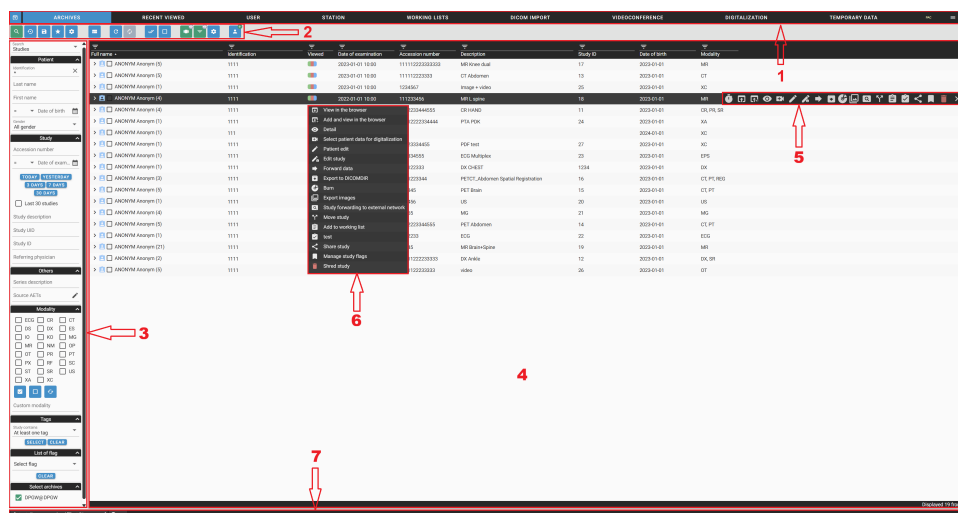 ARCHIVES RECENT VIEWED USER STATION WORKING LISTS DICOM IMPORT VIDEOCONFERENCE DIGITALIZATION TEMPORARY DATA
2
1
Search
Studies
Patient
Identification
Last name
First name
= Date of birth
Gender
All gender
Study
Accession number
= Date of exam...
TODAY YESTERDAY
3 DAYS 7 DAYS
30 DAYS
Last 30 studies
Study description
Study UID
Study ID
Referring physician
Others
Series description
Source AETs
Modality
ECG CR CT
DS DX ES
IO KO MG
MR NM OP
OT PR PT
PX RF SC
ST SR US
XA XC
Custom modality
Tags
Study contains
At least one tag
SELECT CLEAR
List of flag
Select flag
CLEAR
Select archives
DPGW@DPGW
3
Full name Identification Viewed Date of examination Accession number Description Study ID Date of birth Modality
ANONYM Anonym (5) 1111 2023-01-01 10:00 111112223333333 MR Knee dual 17 2023-01-01 MR
ANONYM Anonym (5) 1111 2023-01-01 10:00 111112223333 CT Abdomen 13 2023-01-01 CT
ANONYM Anonym (1) 1111 2023-01-01 10:00 1234567 Image + video 25 2023-01-01 XC
ANONYM Anonym (4) 1111 2022-01-01 10:00 111233456 MR L spine 18 2023-01-01 MR
ANONYM Anonym (4) 1111 CR HAND 11 2023-01-01 CR, PR, SR
ANONYM Anonym (1) 1111 PTA PDK 24 2023-01-01 XA
ANONYM Anonym (1) 1111 2024-01-01 XC
ANONYM Anonym (1) 1111 PDF test 27 2023-01-01 XC
ANONYM Anonym (1) 1111 ECG Multiplex 23 2023-01-01 EPS
ANONYM Anonym (1) 1111 DX CHEST 1234 2023-01-01 DX
ANONYM Anonym (3) 1111 PETCT_Abdomen Spatial Registration 16 2023-01-01 CT, PT, REG
ANONYM Anonym (5) 1111 PET Brain 15 2023-01-01 CT, PT
ANONYM Anonym (1) 1111 US 20 2023-01-01 US
ANONYM Anonym (4) 1111 MG 21 2023-01-01 MG
ANONYM Anonym (5) 1111 PET Abdomen 14 2023-01-01 CT, PT
ANONYM Anonym (1) 1111 ECG 22 2023-01-01 ECG
ANONYM Anonym (21) 1111 MR Brain+Spine 19 2023-01-01 MR
ANONYM Anonym (2) 1111 DX Ankle 12 2023-01-01 DX, SR
ANONYM Anonym (5) 1111 video 26 2023-01-01 OT
View in the browser
Add and view in the browser
Detail
Select patient data for digitalization
Patient edit
Edit study
Forward data
Export to DICOMDIR
Burn
Export images
Study forwarding to external network
Move study
Add to working list
test
Share study
Manage study flags
Shred study
5
6
4
7